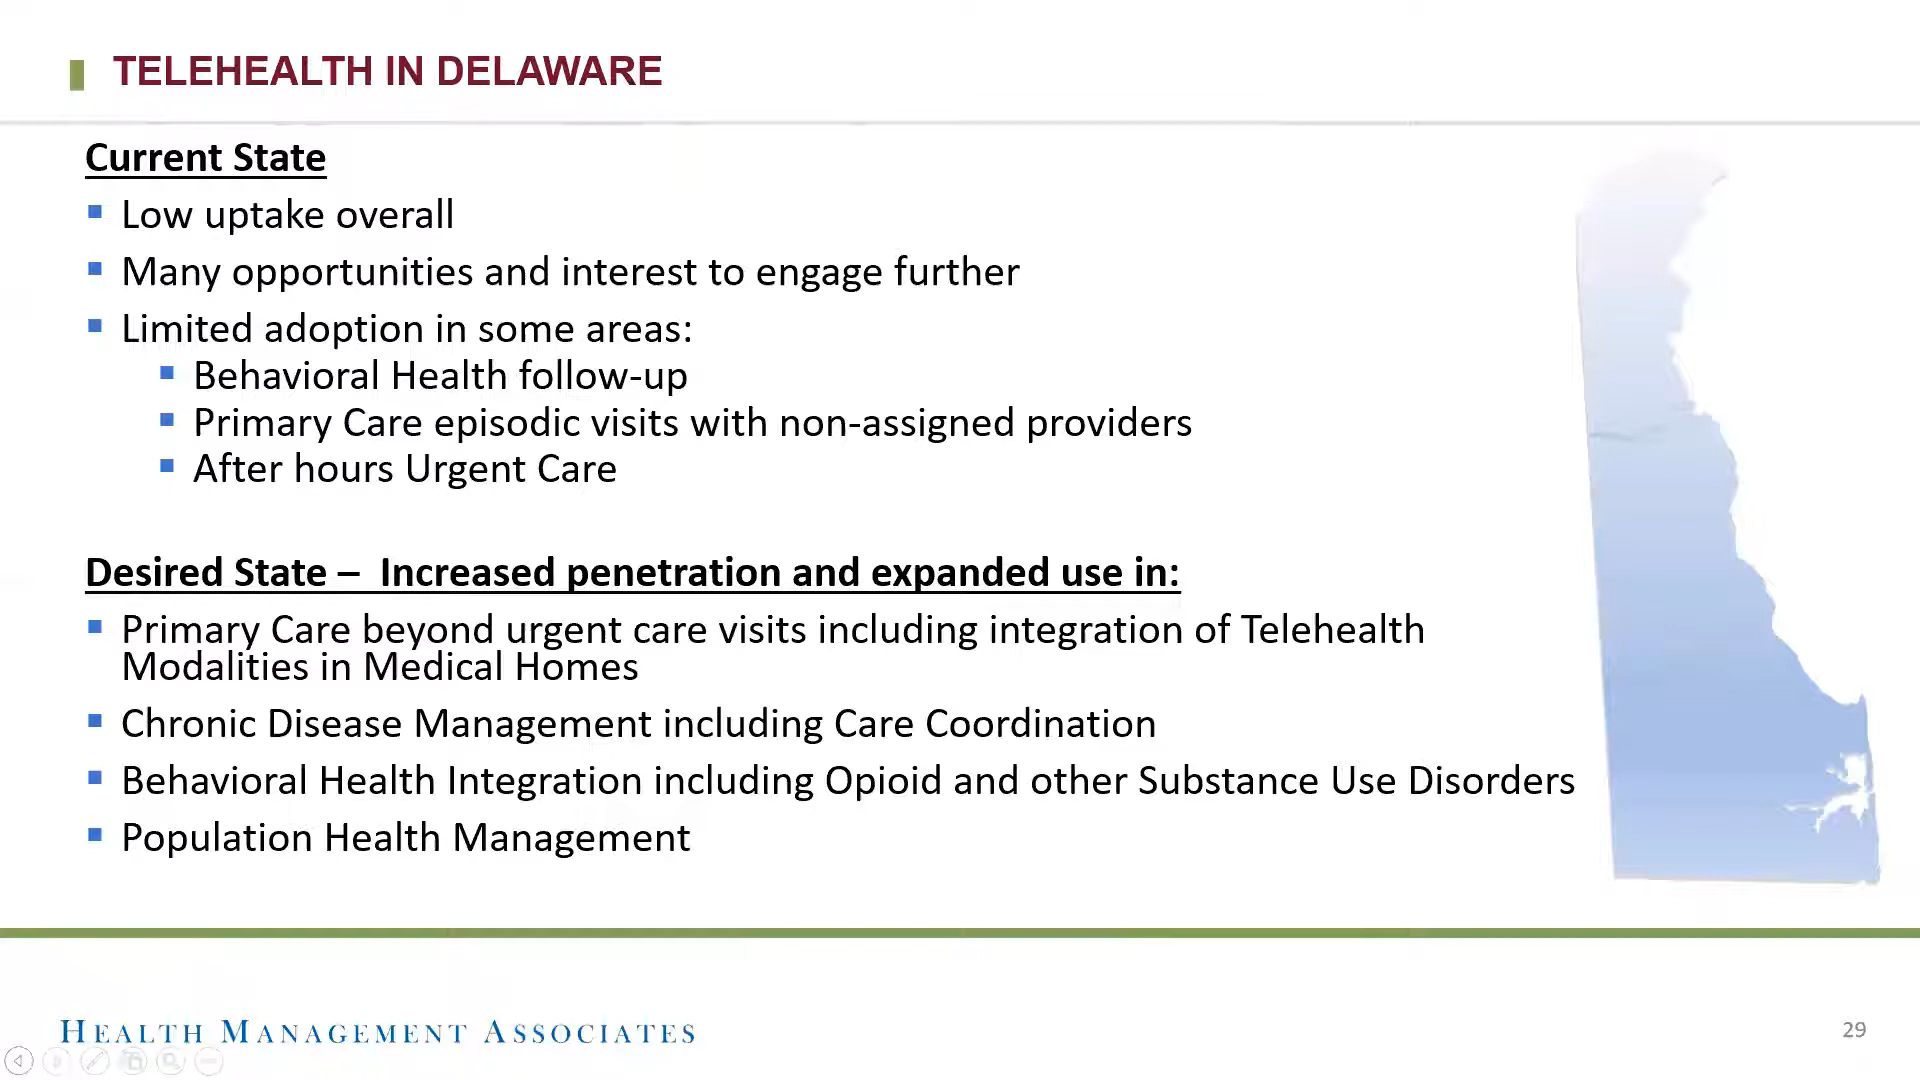 TELEHEALTH IN DELAWARE
Current State
Low uptake overall
Many opportunities and interest to engage further
Limited adoption in some areas:
Behavioral Health follow-up
Primary Care episodic visits with non-assigned providers
After hours Urgent Care
Desired State – Increased penetration and expanded use in:
Primary Care beyond urgent care visits including integration of Telehealth
Modalities in Medical Homes
Chronic Disease Management including Care Coordination
Behavioral Health Integration including Opioid and other Substance Use Disorders
Population Health Management
HEALTH MANAGEMENT ASSOCIATES
29